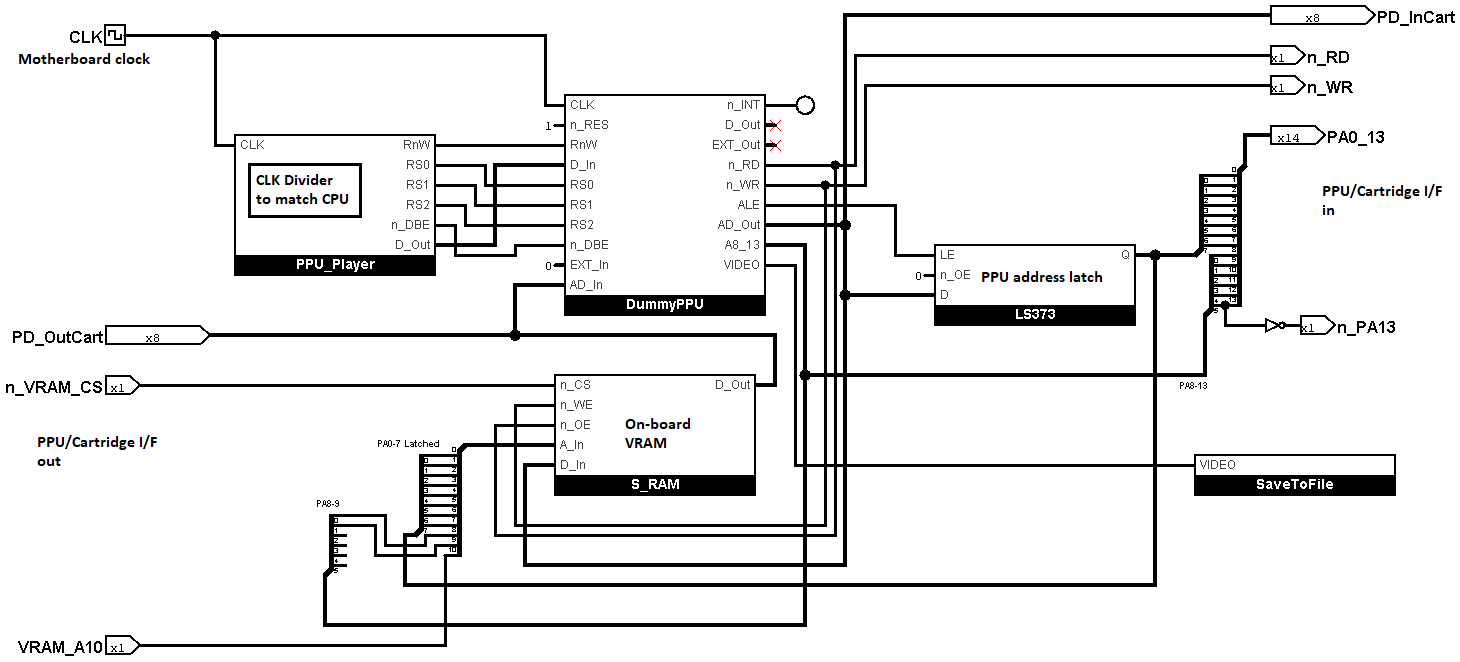 CLK
Motherboard clock
x8
PD_InCart
x1
n_RD
x1
n_WR
x14
PA0_13
PPU/Cartridge I/F
in
x1
n_PA13
PA8-13
CLK
RnW
RS0
RS1
RS2
n_DBE
D_Out
CLK Divider
to match CPU
PPU_Player
1
0
CLK
n_RES
RnW
D_In
RS0
RS1
RS2
n_DBE
EXT_In
AD_In
n_INT
D_Out
EXT_Out
n_RD
n_WR
ALE
AD_Out
A8_13
VIDEO
DummyPPU
0
LE
n_OE
D
Q
PPU address latch
LS373
PD_OutCart
x8
n_VRAM_CS
x1
PPU/Cartridge I/F
out
n_CS
n_WE
n_OE
A_In
D_In
D_Out
On-board
VRAM
S_RAM
PA0-7 Latched
PA8-9
VIDEO
SaveToFile
VRAM_A10
x1